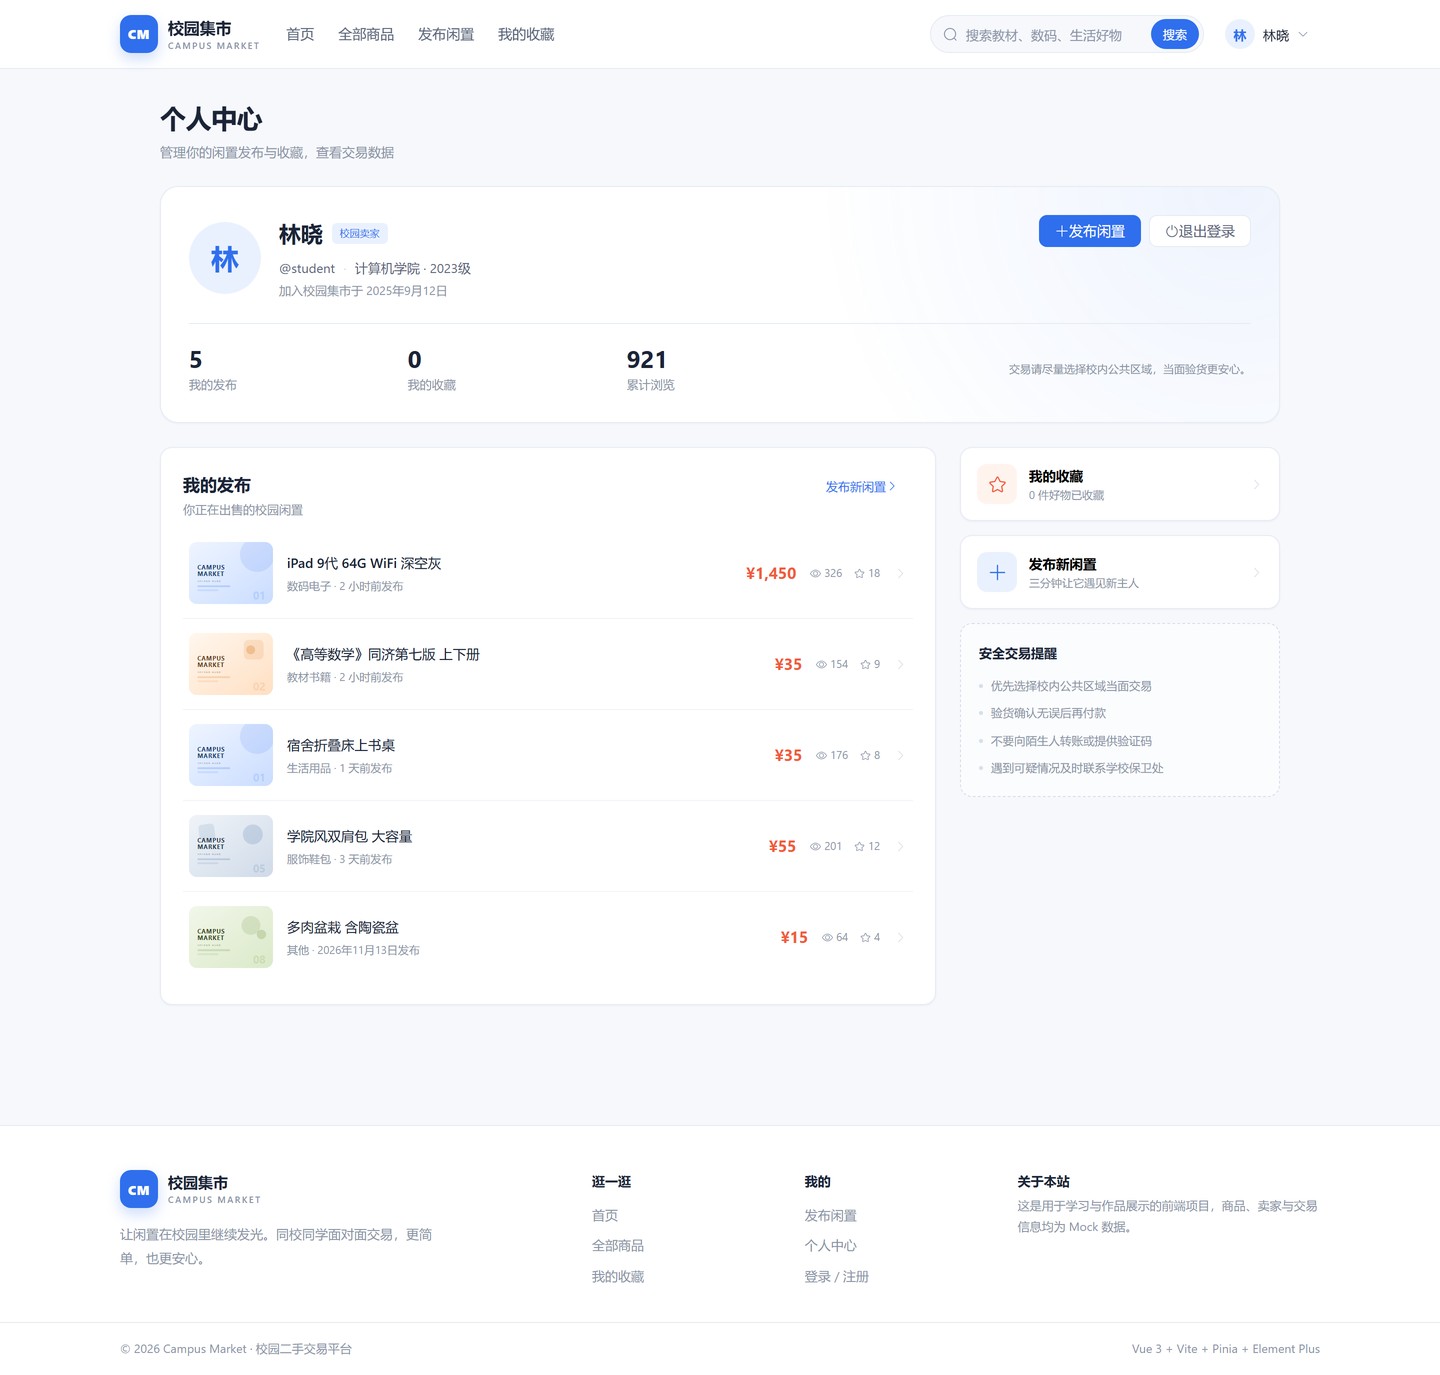 CM 校园集市
CAMPUS MARKET
首页 全部商品 发布闲置 我的收藏
搜索教材、数码、生活好物 搜索
林 林晓
个人中心
管理你的闲置发布与收藏，查看交易数据
林
林晓 校园卖家
@student · 计算机学院 · 2023级
加入校园集市于 2025年9月12日
发布闲置 退出登录
5
我的发布
0
我的收藏
921
累计浏览
交易请尽量选择校内公共区域，当面验货更安心。
我的发布
你正在出售的校园闲置
发布新闲置
CAMPUS
MARKET
01
iPad 9代 64G WiFi 深空灰
数码电子 · 2 小时前发布
¥1,450 326 18
CAMPUS
MARKET
02
《高等数学》同济第七版 上下册
教材书籍 · 2 小时前发布
¥35 154 9
CAMPUS
MARKET
01
宿舍折叠床上书桌
生活用品 · 1 天前发布
¥35 176 8
CAMPUS
MARKET
05
学院风双肩包 大容量
服饰鞋包 · 3 天前发布
¥55 201 12
CAMPUS
MARKET
多肉盆栽 含陶瓷盆
其他 · 2026年11月13日发布
¥15 64 4
我的收藏
0 件好物已收藏
发布新闲置
三分钟让它遇见新主人
安全交易提醒
优先选择校内公共区域当面交易
验货确认无误后再付款
不要向陌生人转账或提供验证码
遇到可疑情况及时联系学校保卫处
CM 校园集市
CAMPUS MARKET
让闲置在校园里继续发光。同校同学面对面交易，更简
单，也更安心。
逛一逛
首页
全部商品
我的收藏
我的
发布闲置
个人中心
登录 / 注册
关于本站
这是用于学习与作品展示的前端项目，商品、卖家与交易
信息均为 Mock 数据。
© 2026 Campus Market · 校园二手交易平台
Vue 3 + Vite + Pinia + Element Plus